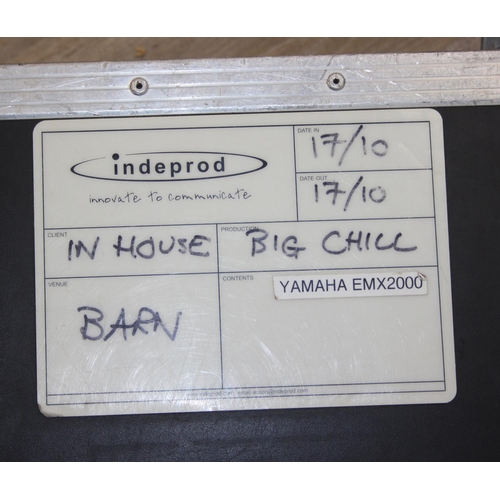 indeprod
innovate to communicate
DATE IN
17/10
DATE OUT
17/10
CLIENT
IN HOUSE
PRODUCTION
BIG CHILL
VENUE
BARN
CONTENTS
YAMAHA EMX2000